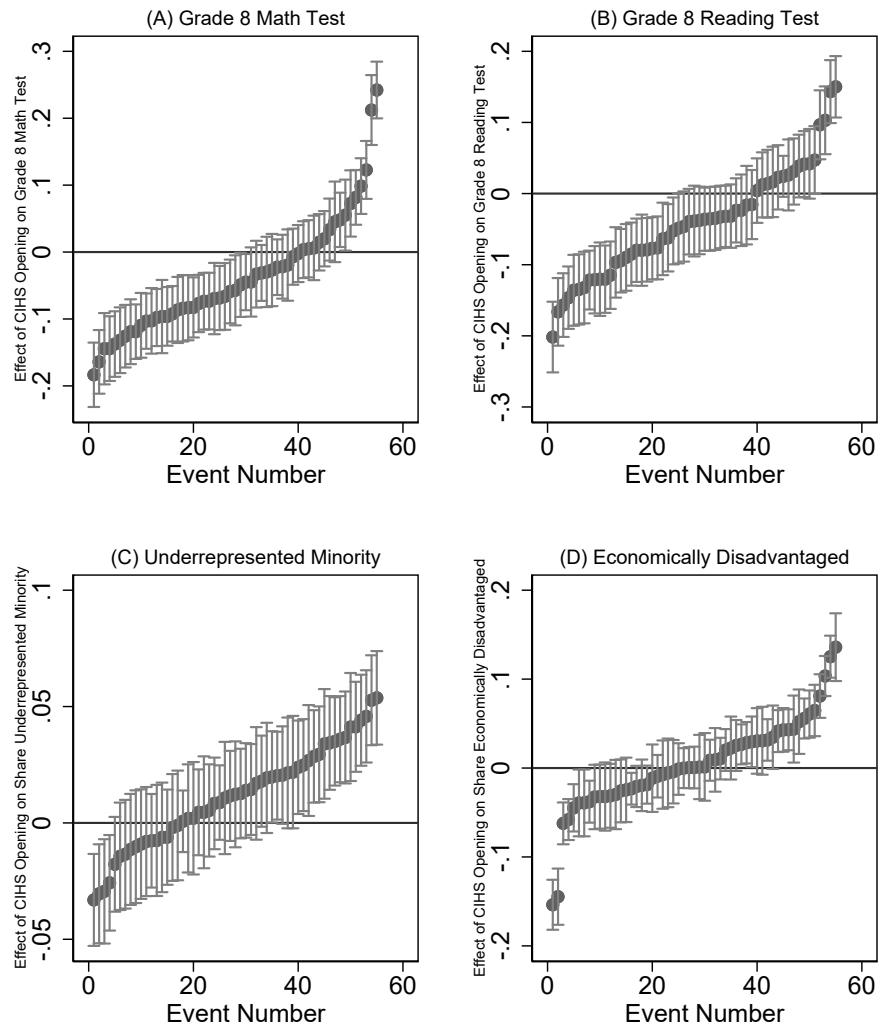 (A) Grade 8 Math Test
Effect of CIHS Opening on Grade 8 Math Test
.3
.2
.1
0
-.1
-.2
0 20 40 60
Event Number
(B) Grade 8 Reading Test
Effect of CIHS Opening on Grade 8 Reading Test
.2
.1
0
-.1
-.2
-.3
0 20 40 60
Event Number
(C) Underrepresented Minority
Effect of CIHS Opening on Share Underrepresented Minority
.1
.05
0
-.05
0 20 40 60
Event Number
(D) Economically Disadvantaged
Effect of CIHS Opening on Share Economically Disadvantaged
.2
.1
0
-.1
-.2
0 20 40 60
Event Number